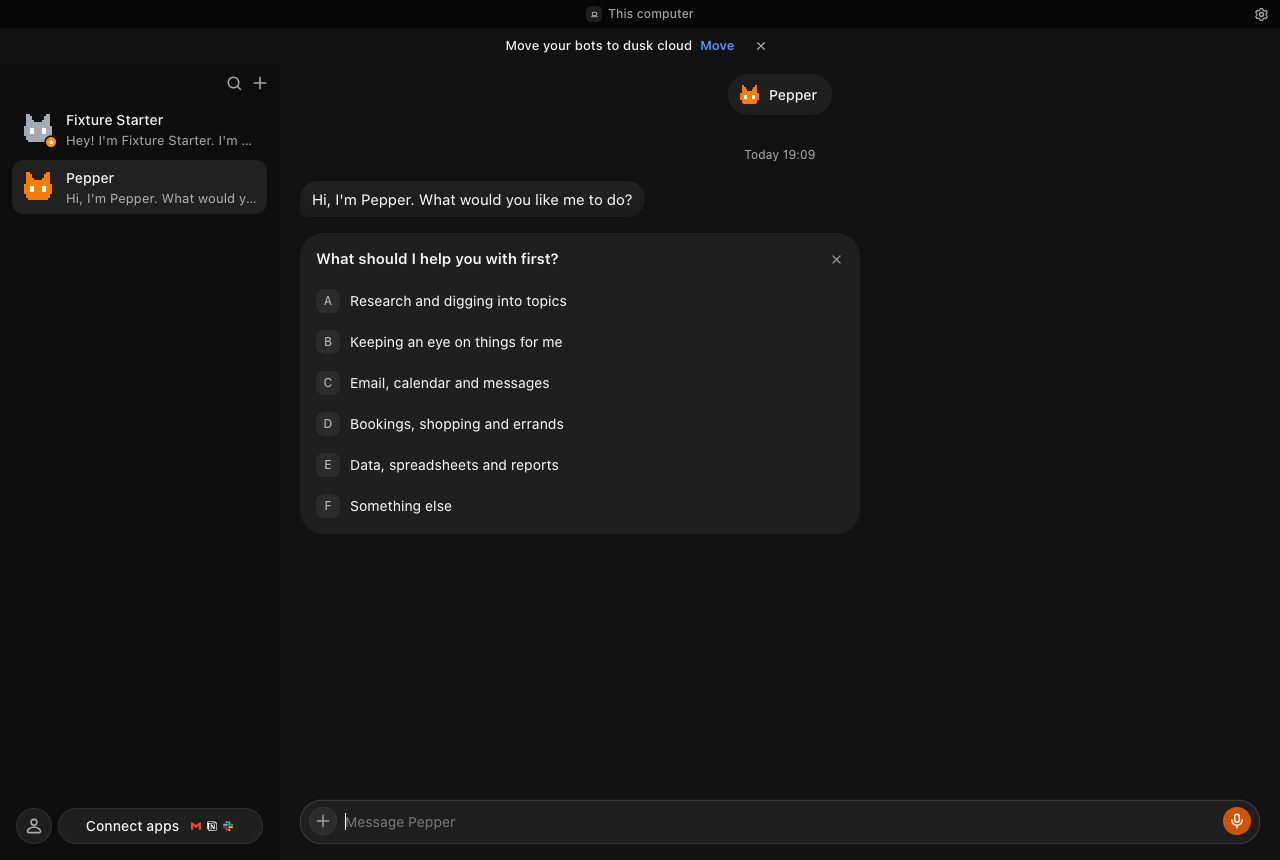 This computer
Move your bots to dusk cloud Move
Fixture Starter
Hey! I'm Fixture Starter. I'm ...
Pepper
Hi, I'm Pepper. What would y...
Pepper
Today 19:09
Hi, I'm Pepper. What would you like me to do?
What should I help you with first?
A Research and digging into topics
B Keeping an eye on things for me
C Email, calendar and messages
D Bookings, shopping and errands
E Data, spreadsheets and reports
F Something else
Connect apps
Message Pepper